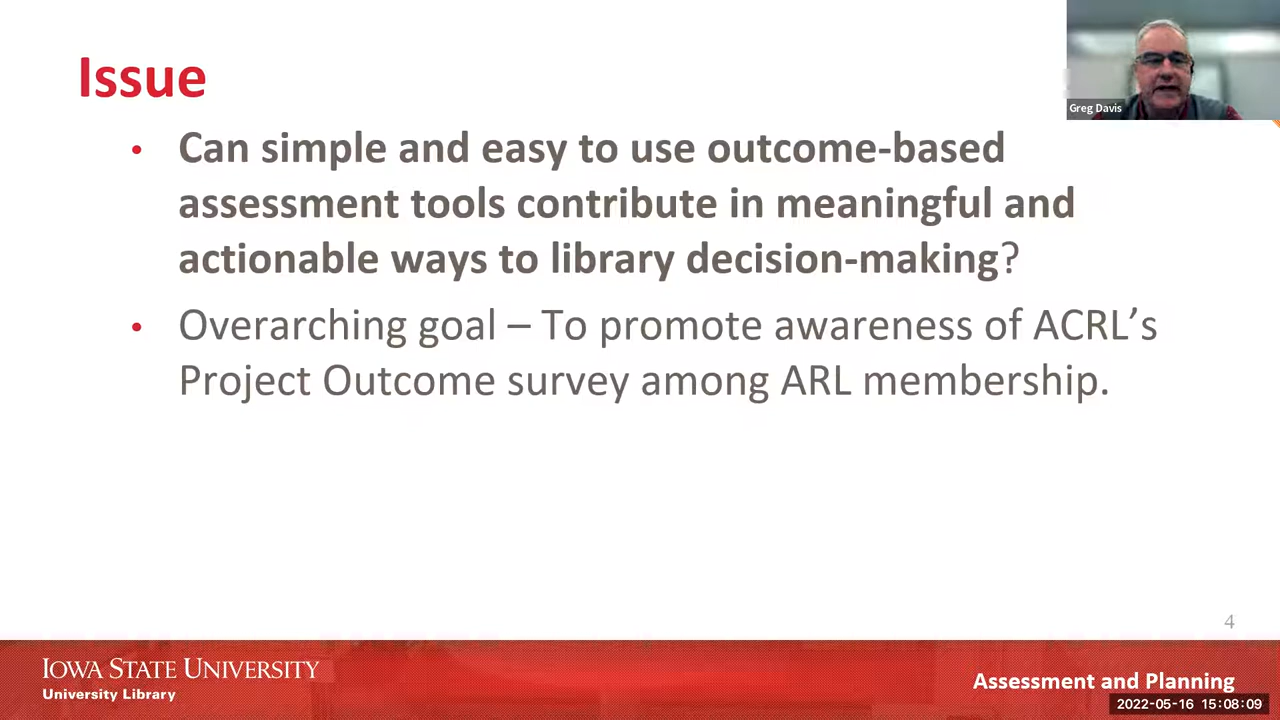 Issue
Greg Davis
• Can simple and easy to use outcome-based
assessment tools contribute in meaningful and
actionable ways to library decision-making?
• Overarching goal – To promote awareness of ACRL’s
Project Outcome survey among ARL membership.
4
IOWA STATE UNIVERSITY
University Library
Assessment and Planning
2022-05-16 15:08:09